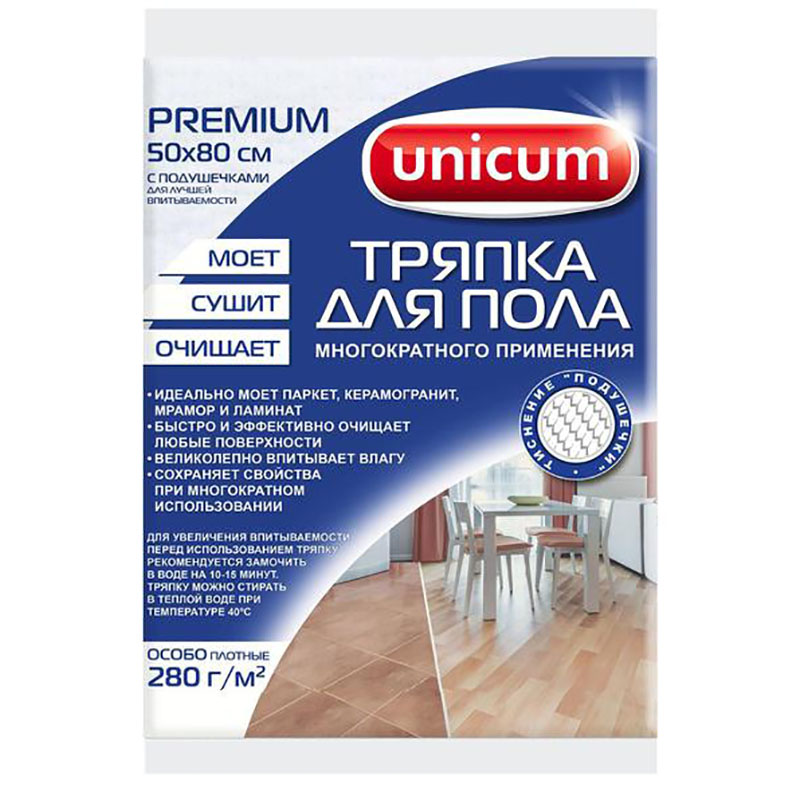 PREMIUM
50х80 см
С ПОДУШЕЧКАМИ
ДЛЯ ЛУЧШЕЙ
ВПИТЫВАЕМОСТИ
unicum
МОЕТ
СУШИТ
ОЧИЩАЕТ
ТРЯПКА
ДЛЯ ПОЛА
МНОГОКРАТНОГО ПРИМЕНЕНИЯ
• ИДЕАЛЬНО МОЕТ ПАРКЕТ, КЕРАМОГРАНИТ,
МРАМОР И ЛАМИНАТ
• БЫСТРО И ЭФФЕКТИВНО ОЧИЩАЕТ
ЛЮБЫЕ ПОВЕРХНОСТИ
• ВЕЛИКОЛЕПНО ВПИТЫВАЕТ ВЛАГУ
• СОХРАНЯЕТ СВОЙСТВА
ПРИ МНОГОКРАТНОМ
ИСПОЛЬЗОВАНИИ
• ТИСНЕНИЕ "ПОДУШЕЧКИ"
ДЛЯ УВЕЛИЧЕНИЯ ВПИТЫВАЕМОСТИ
ПЕРЕД ИСПОЛЬЗОВАНИЕМ ТРЯПКУ
РЕКОМЕНДУЕТСЯ ЗАМОЧИТЬ
В ВОДЕ НА 10-15 МИНУТ.
ТРЯПКУ МОЖНО СТИРАТЬ
В ТЕПЛОЙ ВОДЕ ПРИ
ТЕМПЕРАТУРЕ 40°С
ОСОБО ПЛОТНЫЕ
280 г/м²